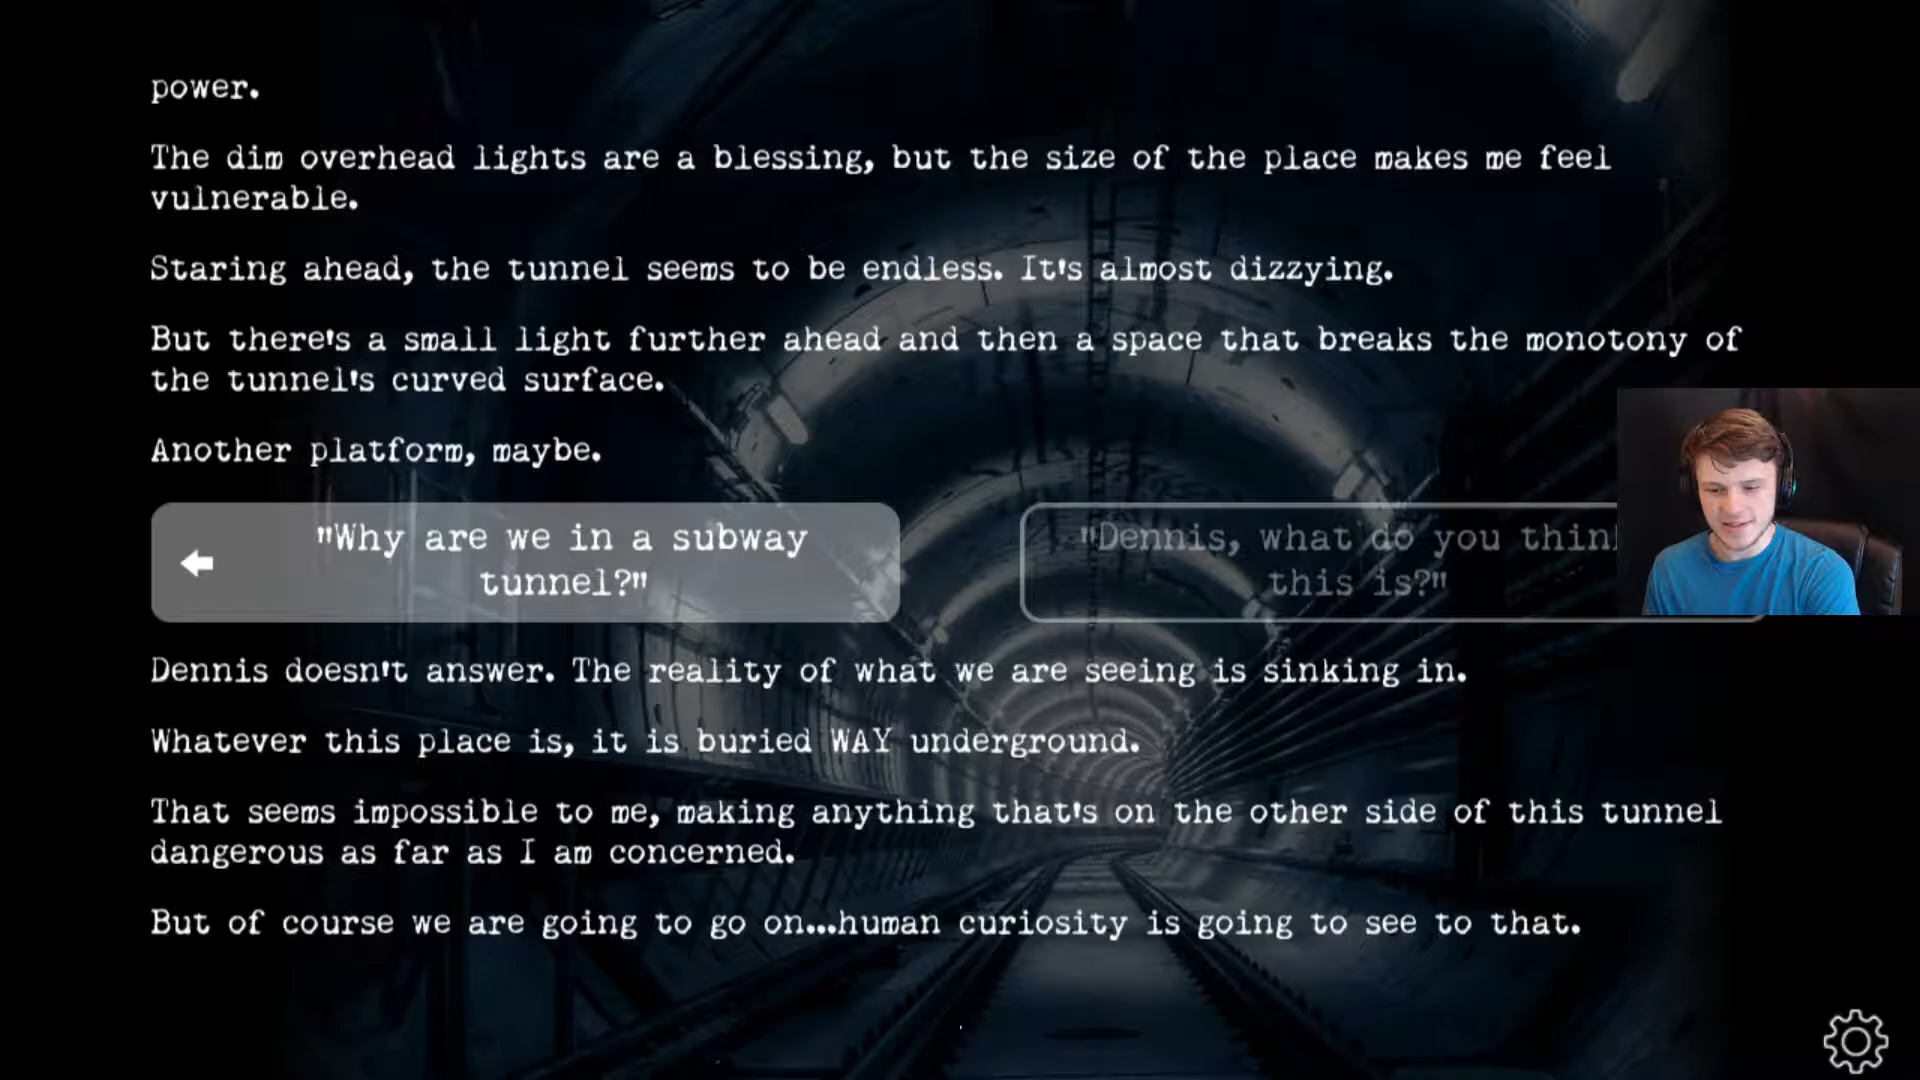 power.
The dim overhead lights are a blessing, but the size of the place makes me feel
vulnerable.
Staring ahead, the tunnel seems to be endless. It's almost dizzying.
But there's a small light further ahead and then a space that breaks the monotony of
the tunnel's curved surface.
Another platform, maybe.
"Why are we in a subway
tunnel?"
"Dennis, what do you thin
this is?"
Dennis doesn't answer. The reality of what we are seeing is sinking in.
Whatever this place is, it is buried WAY underground.
That seems impossible to me, making anything that's on the other side of this tunnel
dangerous as far as I am concerned.
But of course we are going to go on...human curiosity is going to see to that.